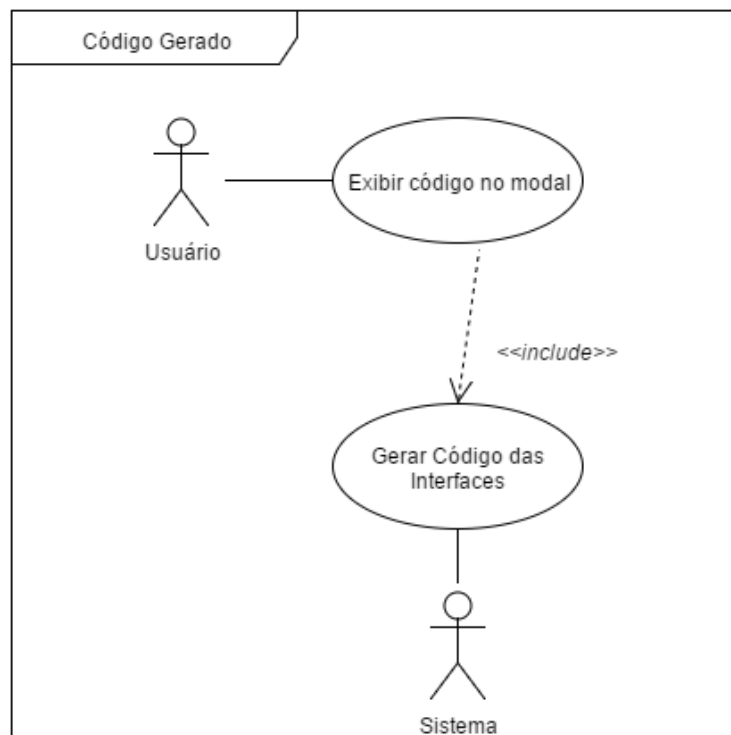 Código Gerado
Exibir código no modal
Usuário
<<include>>
Gerar Código das
Interfaces
Sistema